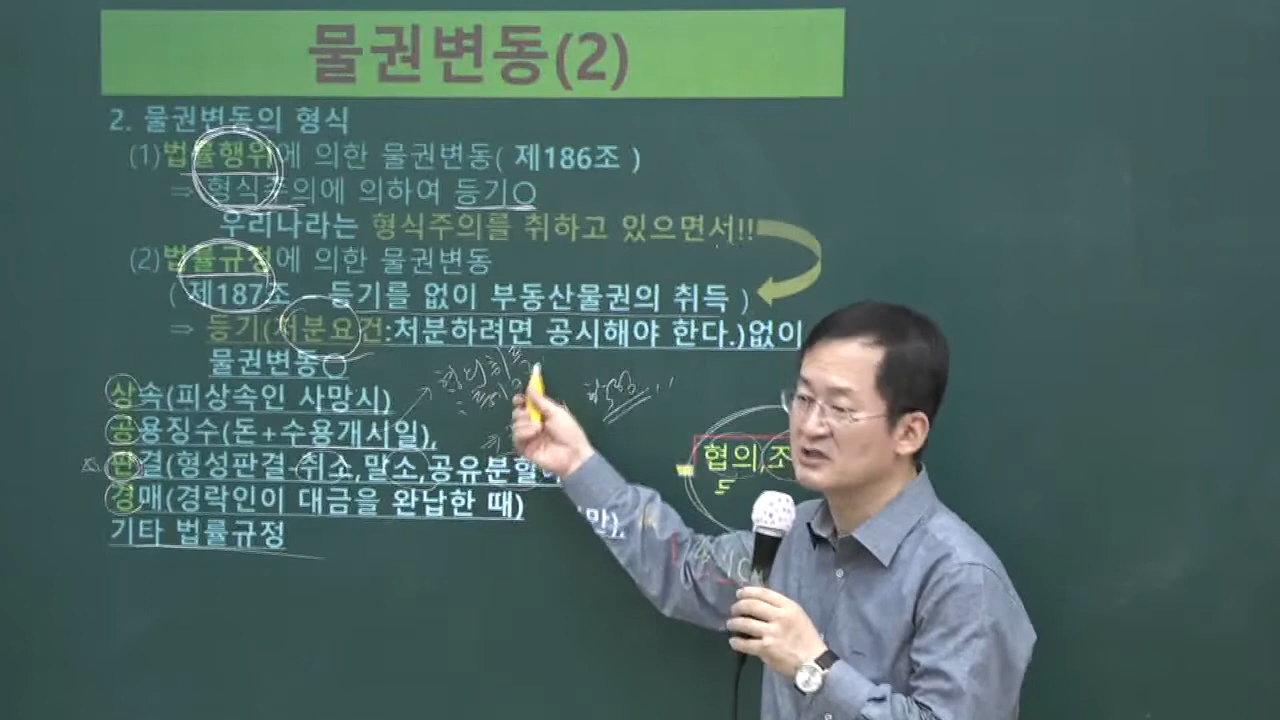 물권변동(2)
2. 물권변동의 형식
(1)법률행위에 의한 물권변동( 제186조 )
⇒ 형식주의에 의하여 등기○
우리나라는 형식주의를 취하고 있으면서!!
(2)법률규정에 의한 물권변동
( 제187조 등기를 없이 부동산물권의 취득 )
⇒ 등기(처분요건:처분하려면 공시해야 한다.)없이
물권변동○
상속(피상속인 사망시)
공용징수(돈+수용개시일),
협의,조
판결(형성판결-취소,말소,공유분할
경매(경락인이 대금을 완납한 때)
만),
기타 법률규정